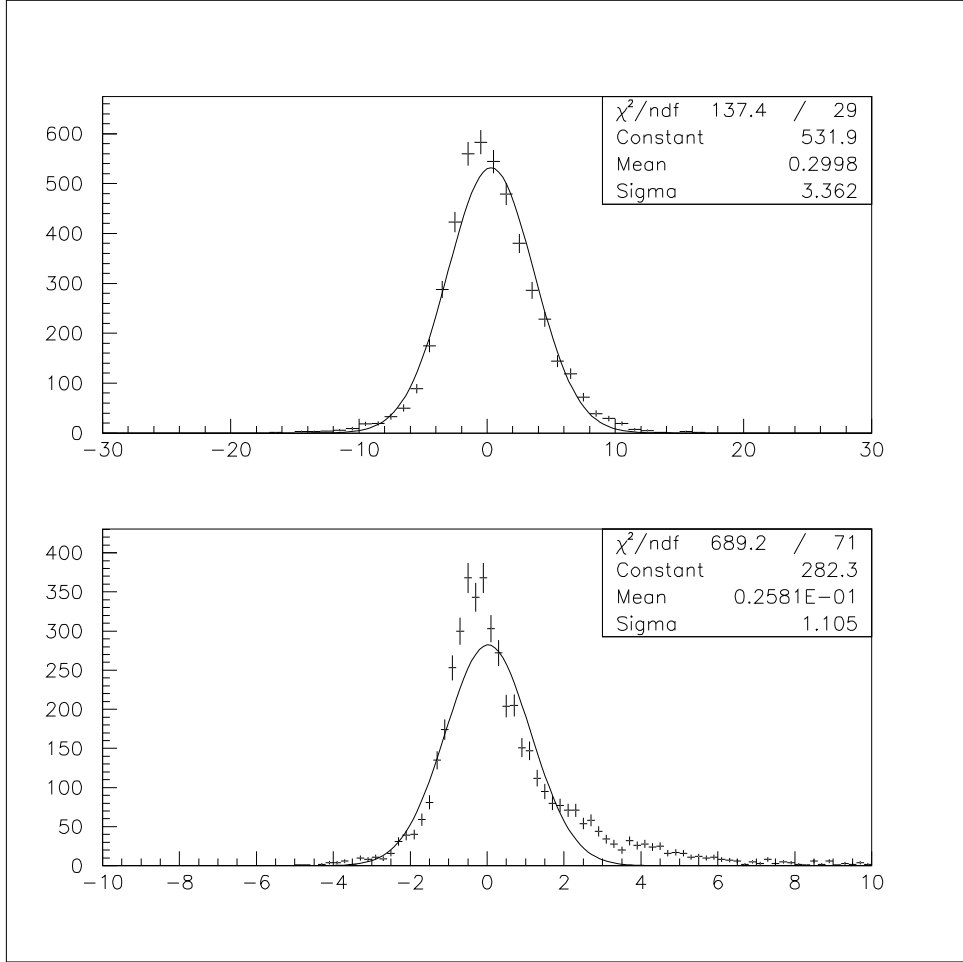 χ²/ndf 137.4 / 29
Constant 531.9
Mean 0.2998
Sigma 3.362
600
500
400
300
200
100
0
−30 −20 −10 0 10 20 30
χ²/ndf 689.2 / 71
Constant 282.3
Mean 0.2581E−01
Sigma 1.105
400
350
300
250
200
150
100
50
0
−10 −8 −6 −4 −2 0 2 4 6 8 10